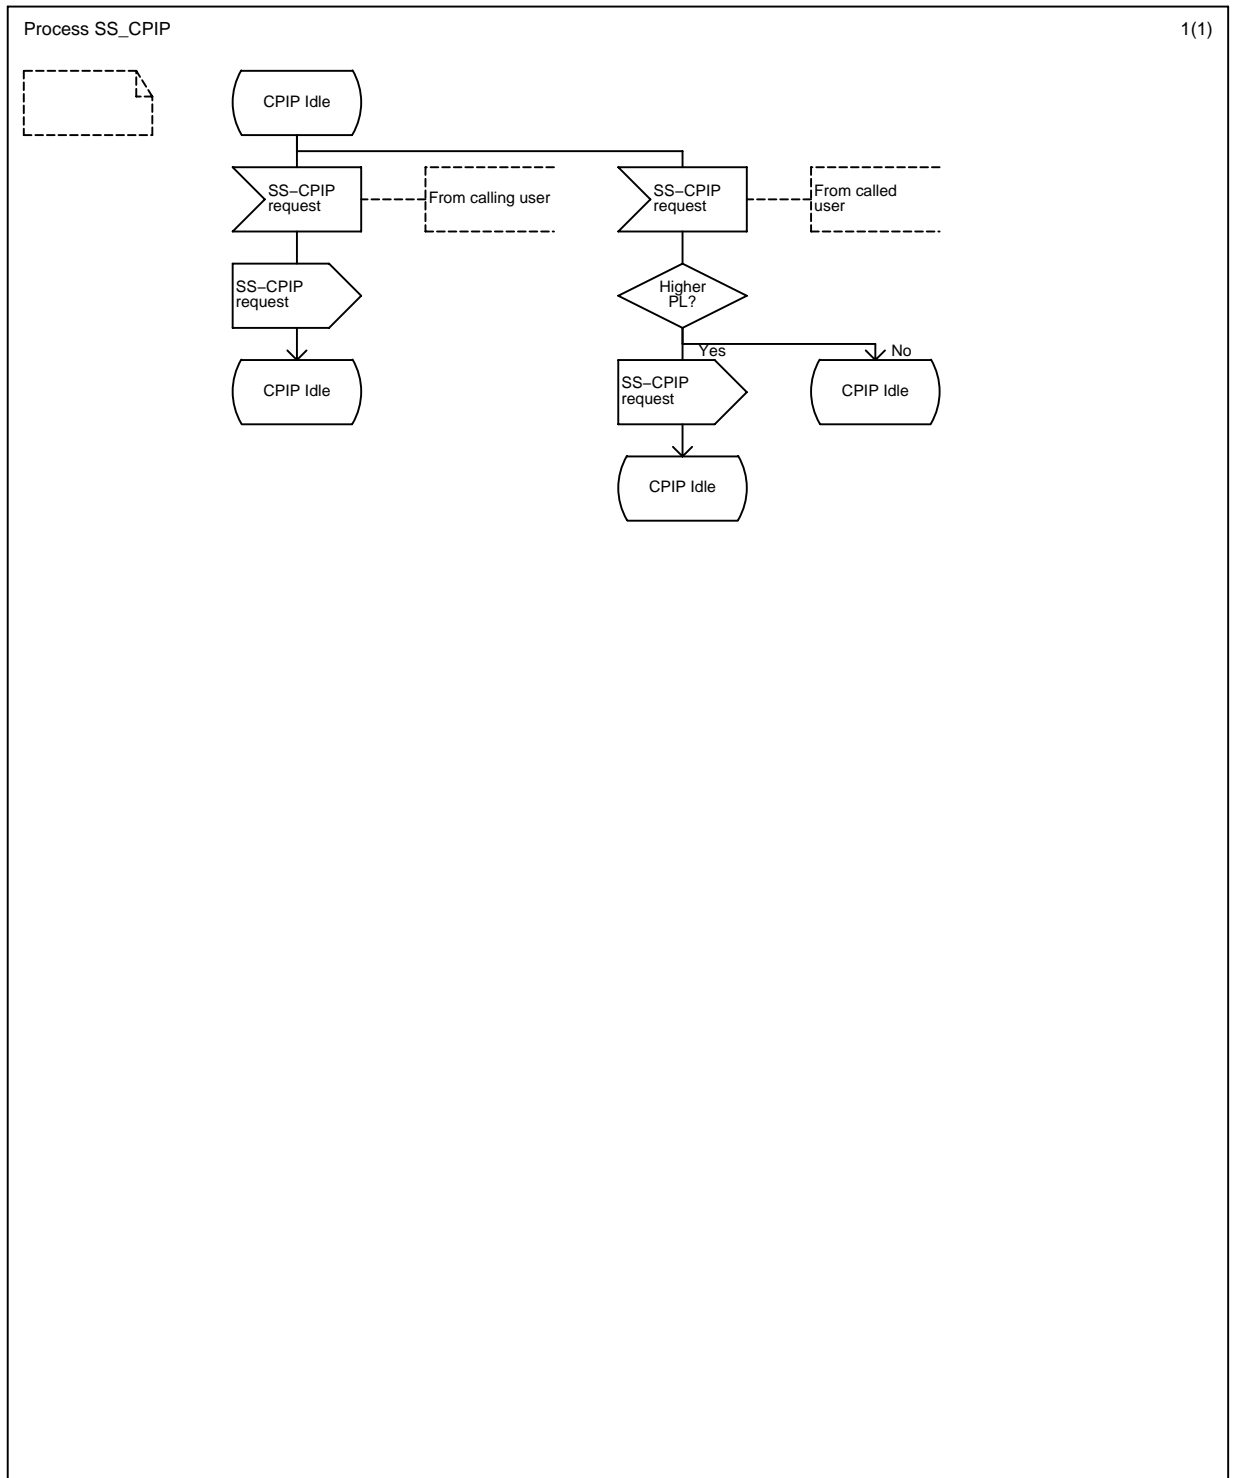 Process SS_CPIP
1(1)
CPIP Idle
SS−CPIP
request
From calling user
SS−CPIP
request
From called
user
SS−CPIP
request
Higher
PL?
Yes
No
CPIP Idle
SS−CPIP
request
CPIP Idle
CPIP Idle